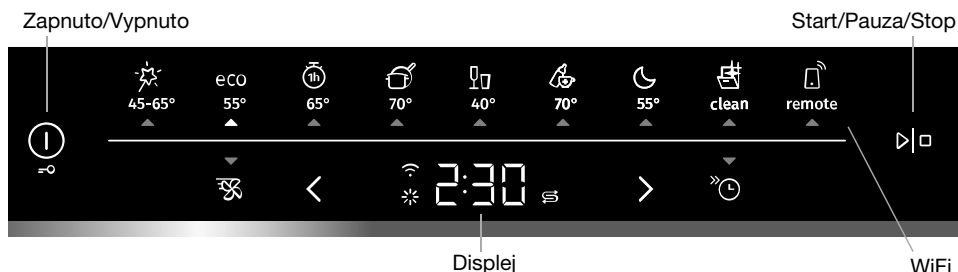 Zapnuto/Vypnuto Start/Pauza/Stop
45-65° eco 55° 1h 65° 70° 40° 70° 55° clean remote
2:30
Displej WiFi